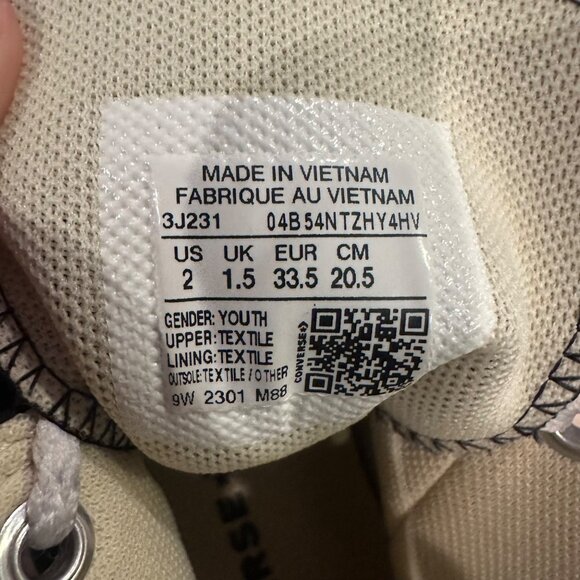 MADE IN VIETNAM
FABRIQUE AU VIETNAM
3J231 04B54NTZHY4HV
US UK EUR CM
2 1.5 33.5 20.5
GENDER: YOUTH
UPPER: TEXTILE
LINING: TEXTILE
OUTSOLE: TEXTILE / OTHER
9W 2301 M88
CONVERSE